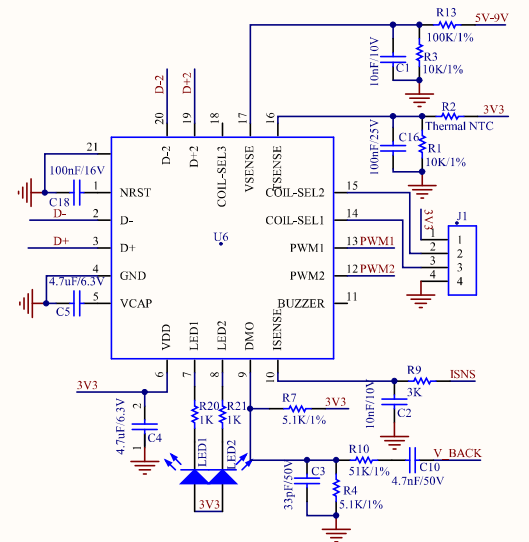 R13
5V-9V
100K/1%
10nF/10V
C1
R3
10K/1%
D-2
D+2
20
19
18
17
16
R2
3V3
Thermal NTC
100nF/25V
C16
R1
10K/1%
21
D-2
D+2
COIL-SEL3
VSENSE
TSENSE
100nF/16V
C18
1
NRST
COIL-SEL2
15
D-
2
D-
COIL-SEL1
14
3V3
J1
U6
D+
3
D+
PWM1
13
PWM1
1
1
2
2
3
3
4
4
4
GND
PWM2
12
PWM2
4.7uF/6.3V
C5
5
VCAP
BUZZER
11
VDD
LED1
LED2
DMO
ISENSE
6
7
8
9
10
R9
ISNS
3K
3V3
10nF/10V
C2
2
1
4.7uF/6.3V
C4
R20
1K
R21
1K
R7
3V3
5.1K/1%
LED1
LED2
3V3
33pF/50V
C3
R10
51K/1%
V_BACK
C10
4.7nF/50V
R4
5.1K/1%